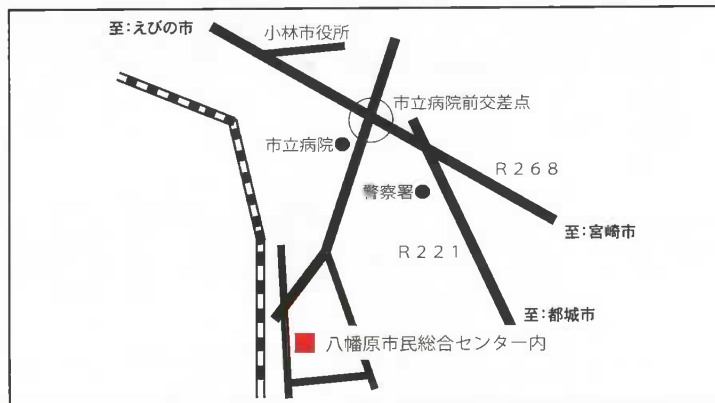 至:えびの市
小林市役所
市立病院前交差点
市立病院
R268
警察署
至:宮崎市
R221
至:都城市
八幡原市民総合センター内